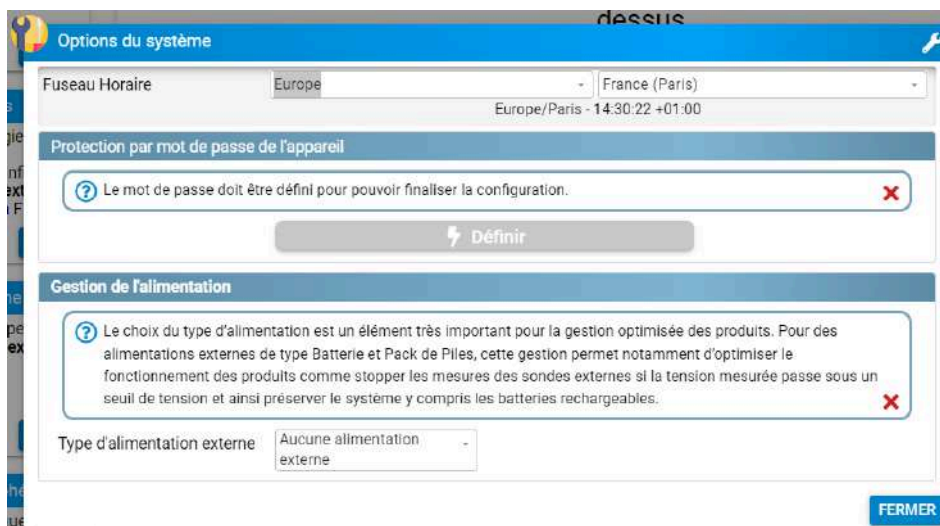 dessus
Options du système
Fuseau Horaire
Europe
France (Paris)
Europe/Paris - 14:30:22 +01:00
Protection par mot de passe de l'appareil
Le mot de passe doit être défini pour pouvoir finaliser la configuration.
Définir
Gestion de l'alimentation
Le choix du type d'alimentation est un élément très important pour la gestion optimisée des produits. Pour des
alimentations externes de type Batterie et Pack de Piles, cette gestion permet notamment d'optimiser le
fonctionnement des produits comme stopper les mesures des sondes externes si la tension mesurée passe sous un
seuil de tension et ainsi préserver le système y compris les batteries rechargeables.
Type d'alimentation externe
Aucune alimentation
externe
FERMER